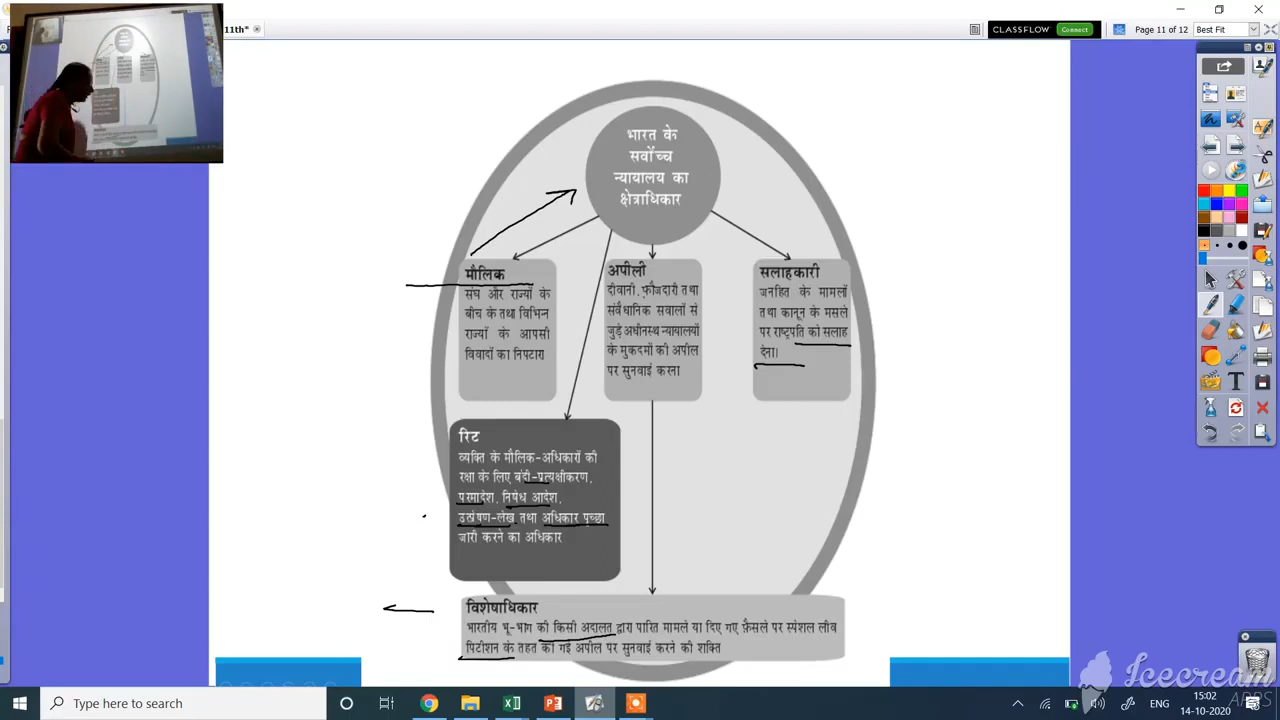 11th*
CLASSFLOW
Connect
Page 11 of 12
Best Fit
भारत के
सर्वोच्च
न्यायालय का
क्षेत्राधिकार
मौलिक
संघ और राज्यों के
बीच के तथा विभिन्न
राज्यों के आपसी
विवादों का निपटारा
अपीली
दीवानी, फ़ौजदारी तथा
संवैधानिक सवालों से
जुड़े अधीनस्थ न्यायालयों
के मुकदमों की अपील
पर सुनवाई करना
सलाहकारी
जनहित के मामलों
तथा कानून के मसले
पर राष्ट्रपति को सलाह
देना।
रिट
व्यक्ति के मौलिक-अधिकारों की
रक्षा के लिए बंदी-प्रत्यक्षीकरण,
परमादेश, निषेध आदेश,
उत्प्रेषण-लेख तथा अधिकार पृच्छा
जारी करने का अधिकार
विशेषाधिकार
भारतीय भू-भाग की किसी अदालत द्वारा पारित मामले या दिए गए फ़ैसले पर स्पेशल लीव
पिटीशन के तहत की गई अपील पर सुनवाई करने की शक्ति
Icecream
APPS
Type here to search
ENG
15:02
14-10-2020